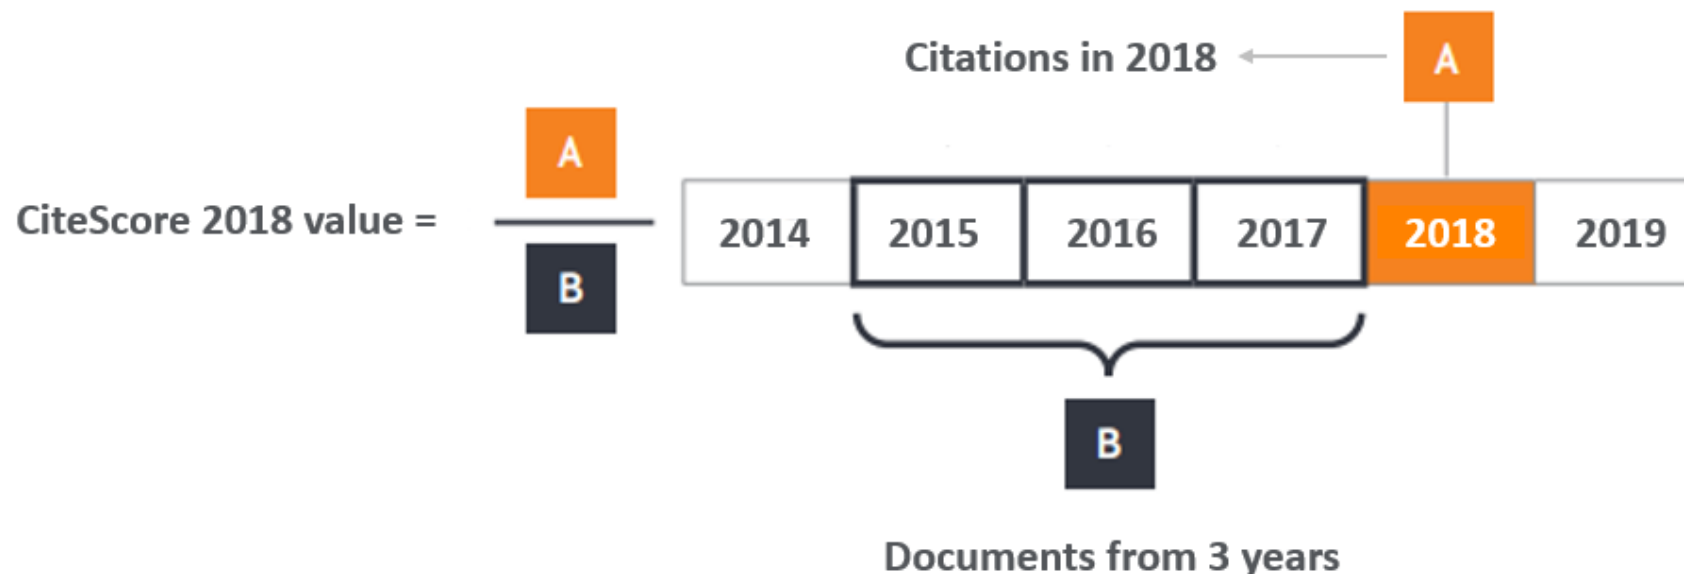 Citations in 2018
A
A
CiteScore 2018 value =
B
2014 2015 2016 2017 2018 2019
B
Documents from 3 years